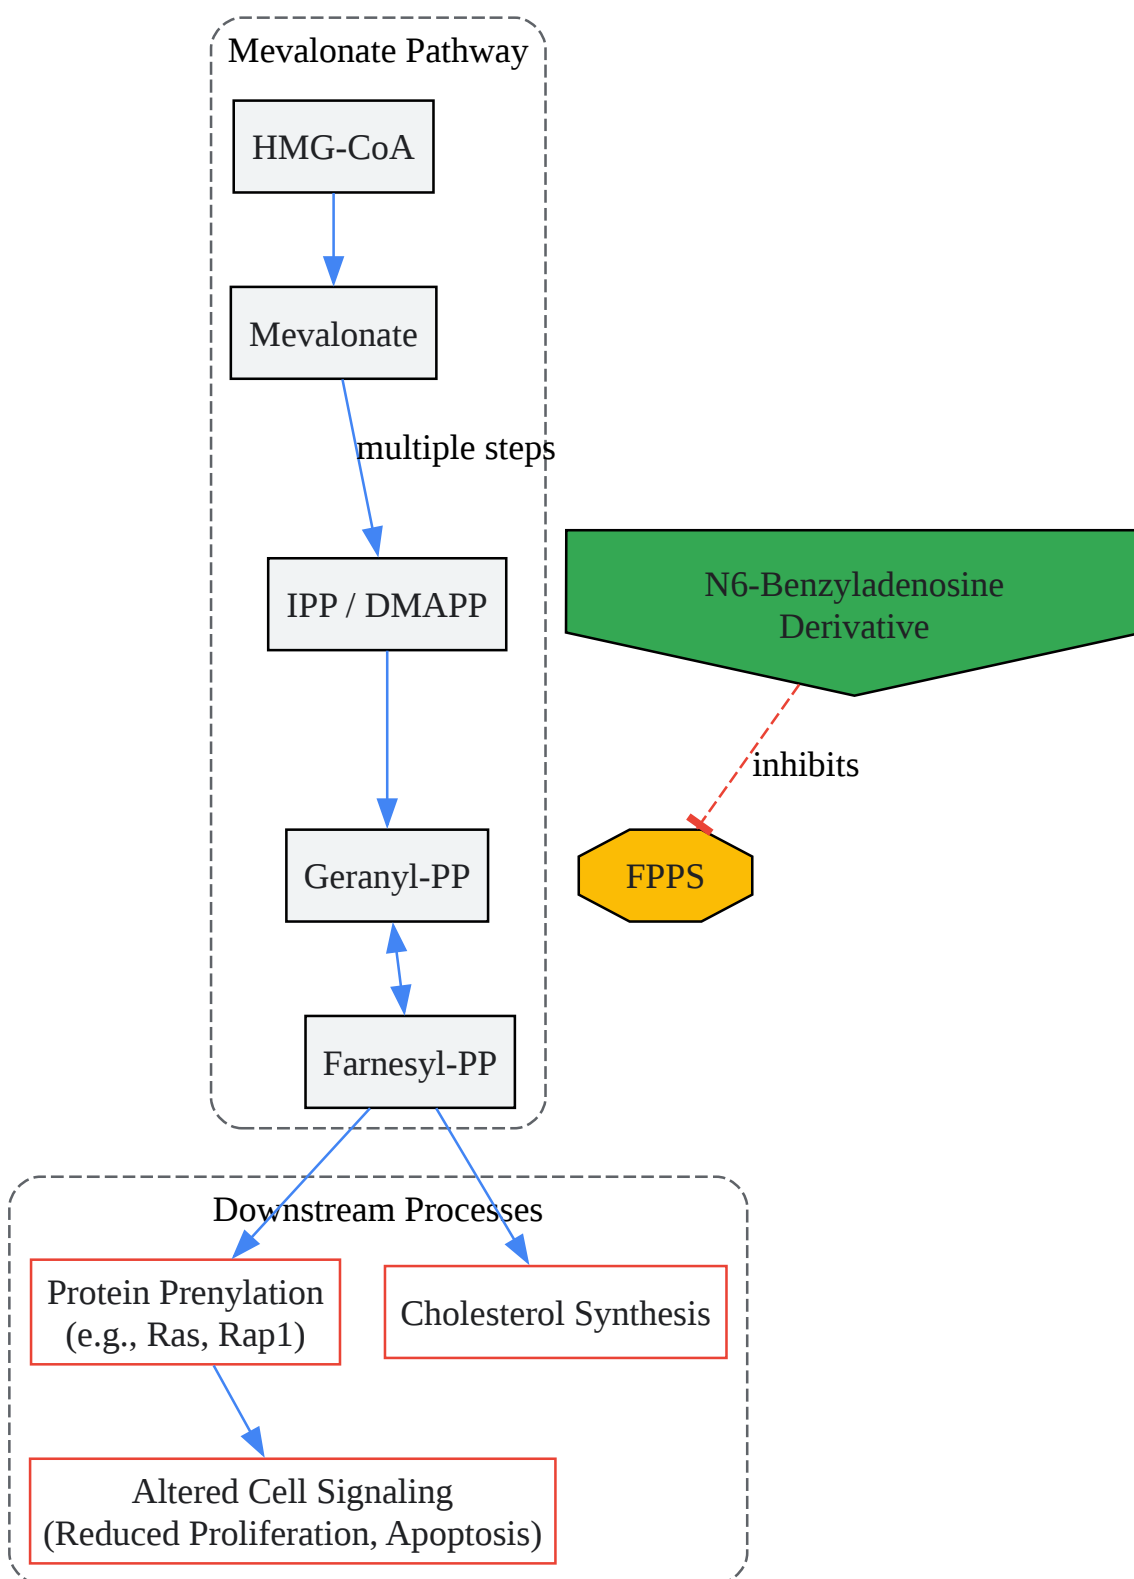 Mevalonate Pathway
HMG-CoA
Mevalonate
multiple steps
IPP / DMAPP
N6-Benzyladenosine
Derivative
inhibits
Geranyl-PP
FPPS
Farnesyl-PP
Downstream Processes
Protein Prenylation
(e.g., Ras, Rap1)
Cholesterol Synthesis
Altered Cell Signaling
(Reduced Proliferation, Apoptosis)